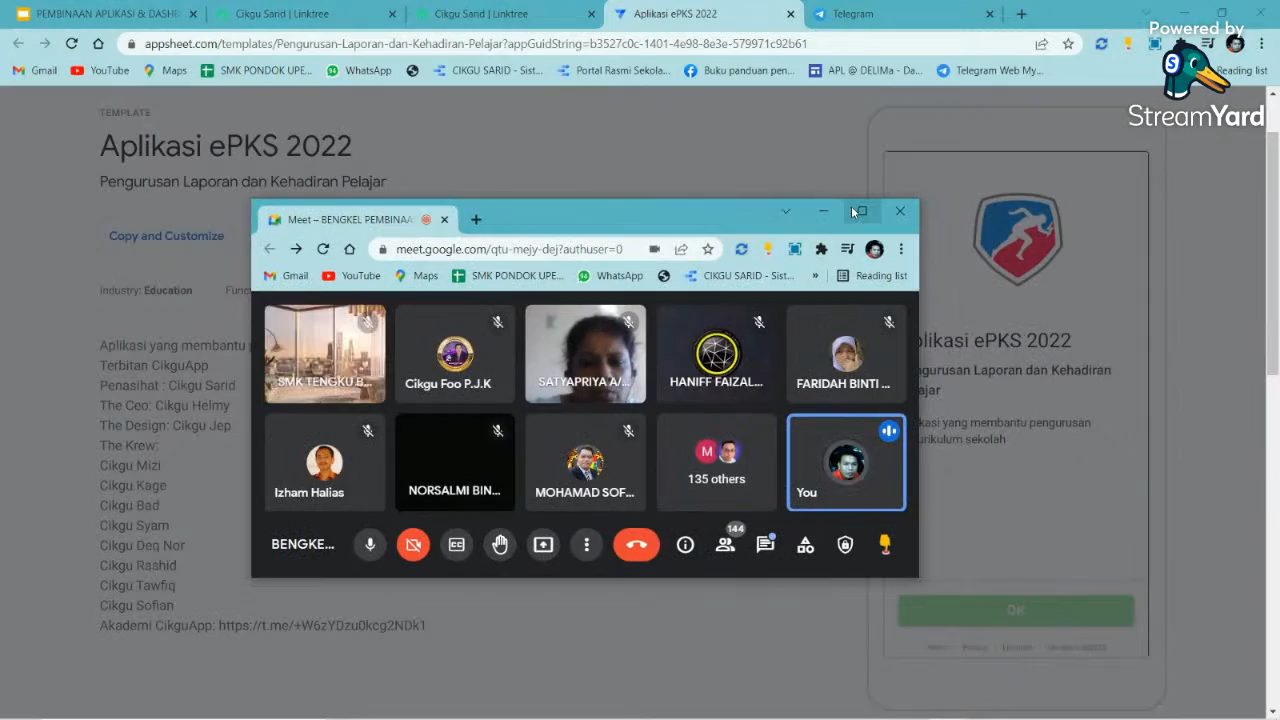 PEMBINAAN APLIKASI & DASHB
Cikgu Sarid | Linktree
Cikgu Sarid | Linktree
Aplikasi ePKS 2022
Telegram
appsheet.com/templates/Pengurusan-Laporan-dan-Kehadiran-Pelajar?appGuidString=b3527c0c-1401-4e98-8e3e-579971c92b61
Gmail
YouTube
Maps
SMK PONDOK UPE...
WhatsApp
CIKGU SARID - Sist...
Portal Rasmi Sekola...
Buku panduan pen...
APL @ DELIMa - Da...
Telegram Web My...
Reading list
Powered by
StreamYard
TEMPLATE
Aplikasi ePKS 2022
Pengurusan Laporan dan Kehadiran Pelajar
Copy and Customize
Industry: Education
Func
Aplikasi yang membantu p
Terbitan CikguApp
Penasihat : Cikgu Sarid
The Ceo: Cikgu Helmy
The Design: Cikgu Jep
The Krew:
Cikgu Mizi
Cikgu Kage
Cikgu Bad
Cikgu Syam
Cikgu Deq Nor
Cikgu Rashid
Cikgu Tawfiq
Cikgu Sofian
Akademi CikguApp: https://t.me/+W6zYDzu0kcg2NDk1
Meet – BENGKEL PEMBINAA
meet.google.com/qtu-mejy-dej?authuser=0
Gmail
YouTube
Maps
SMK PONDOK UPE...
WhatsApp
CIKGU SARID - Sist...
»
Reading list
SMK TENGKU B...
Cikgu Foo P.J.K
SATYAPRIYA A/...
HANIFF FAIZAL...
FARIDAH BINTI ...
Izham Halias
NORSALMI BIN...
MOHAMAD SOF...
M
135 others
You
BENGKE...
144
plikasi ePKS 2022
engurusan Laporan dan Kehadiran
lajar
kasi yang membantu pengurusan
urikulum sekolah
OK